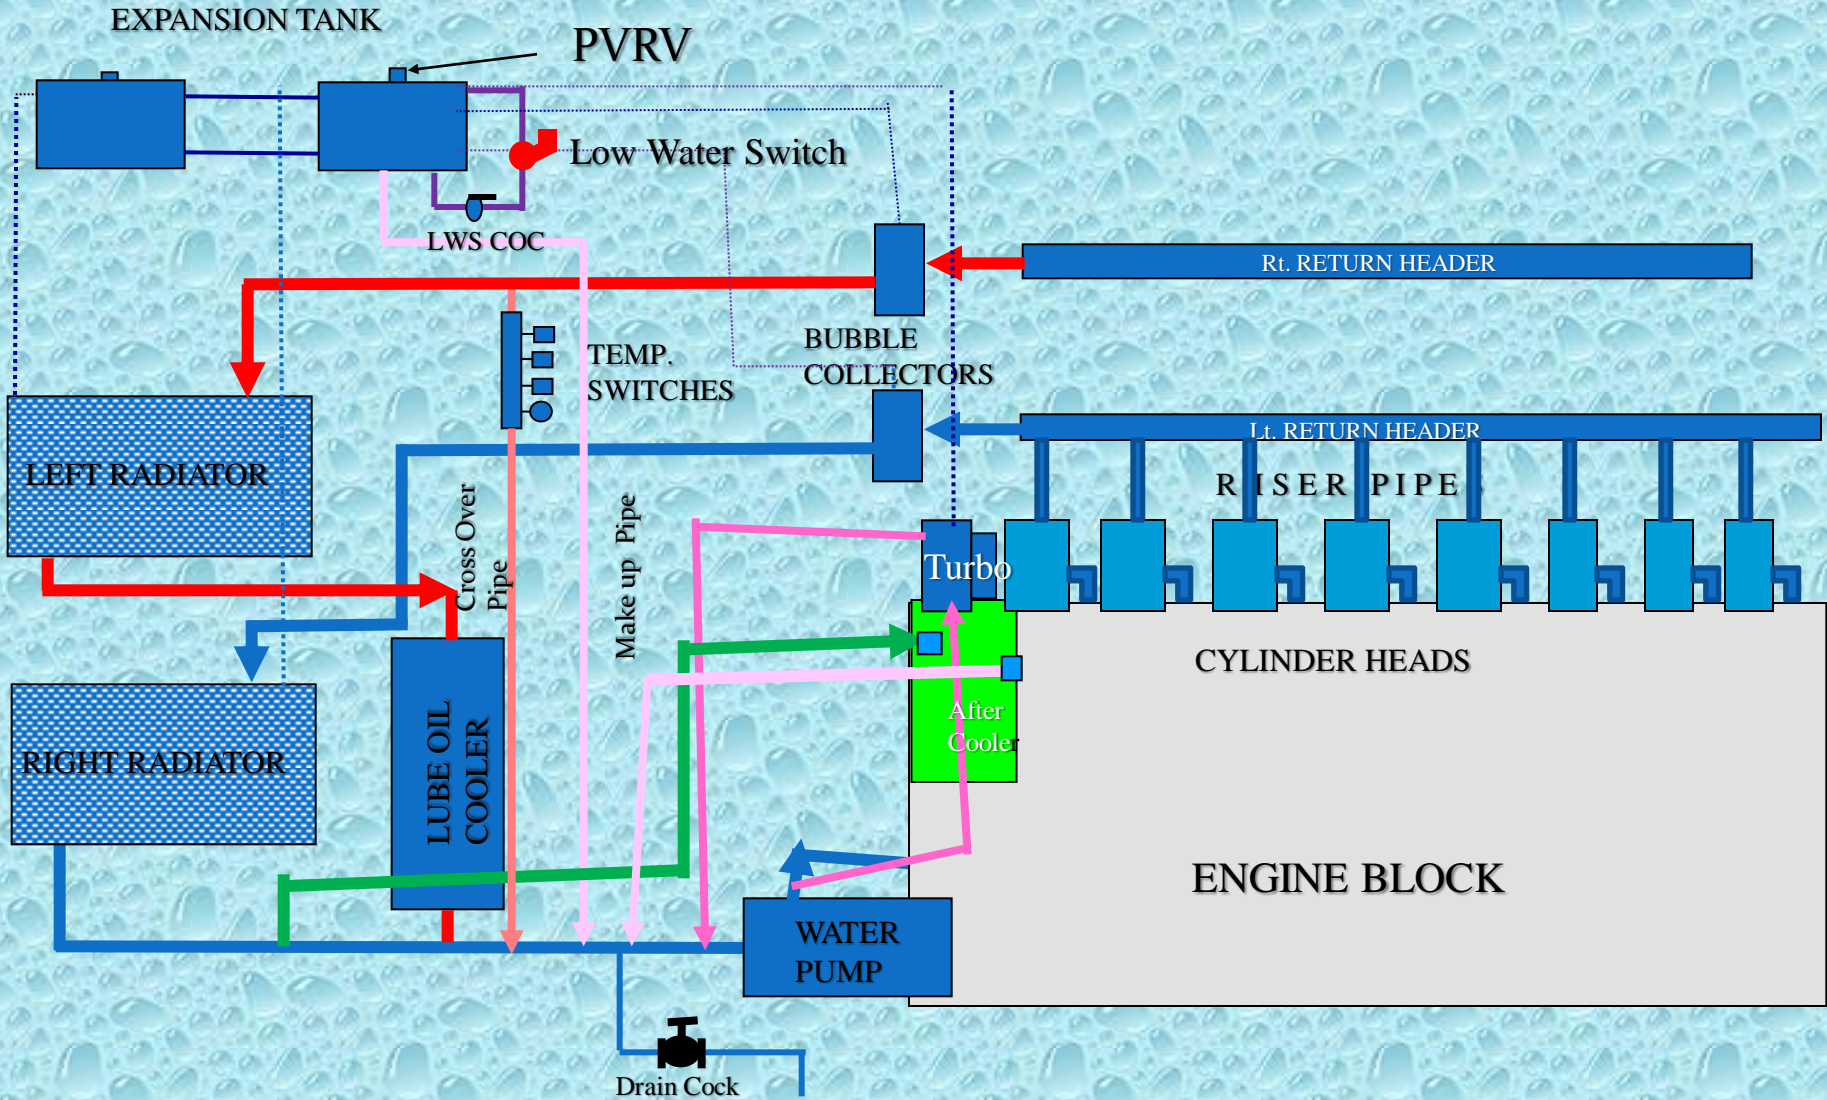 EXPANSION TANK
PVRV
Low Water Switch
LWS COC
Rt. RETURN HEADER
BUBBLE
COLLECTORS
TEMP.
SWITCHES
Lt. RETURN HEADER
LEFT RADIATOR
R I S E R P I P E
Cross Over
Pipe
Make up Pipe
Turbo
CYLINDER HEADS
After
Cooler
RIGHT RADIATOR
LUBE OIL
COOLER
ENGINE BLOCK
WATER
PUMP
Drain Cock